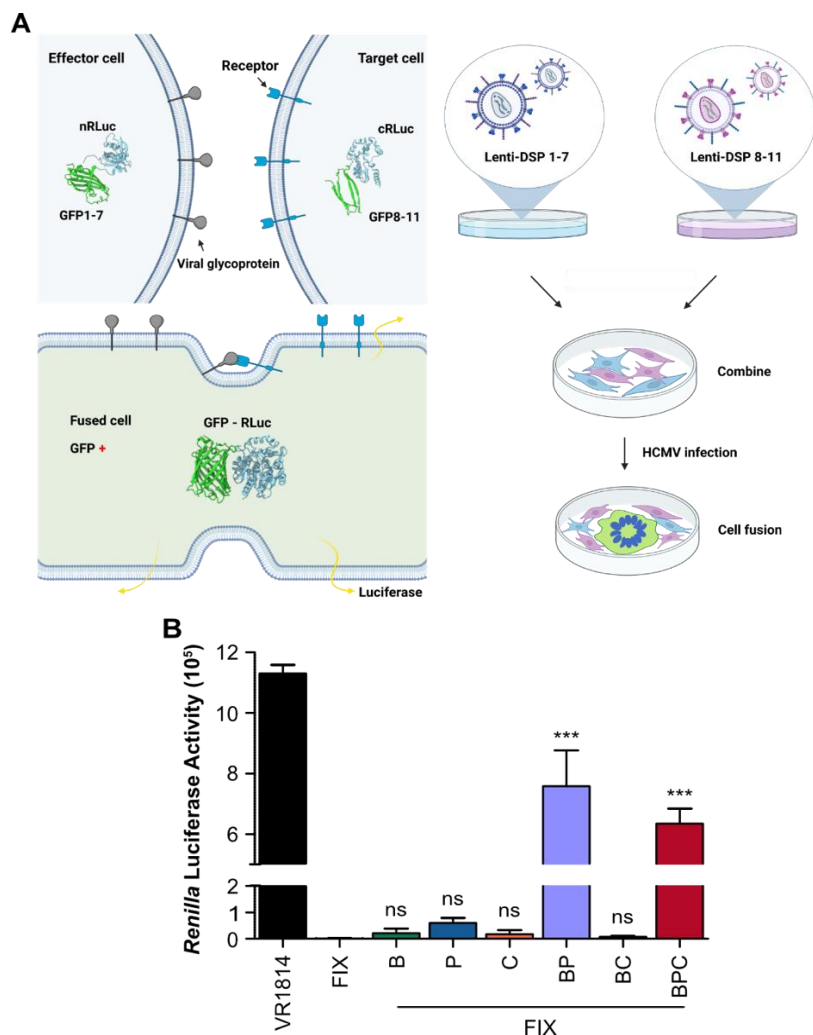 A
Effector cell
Receptor
Target cell
nRLuc
cRLuc
GFP1-7
GFP8-11
Viral glycoprotein
Lenti-DSP 1-7
Lenti-DSP 8-11
Combine
HCMV infection
Cell fusion
Fused cell
GFP +
GFP - RLuc
Luciferase
B
Renilla Luciferase Activity (10⁵)
12
10
8
6
2
1
0
ns
ns
ns
***
ns
***
VR1814
FIX
B
P
C
BP
BC
BPC
FIX